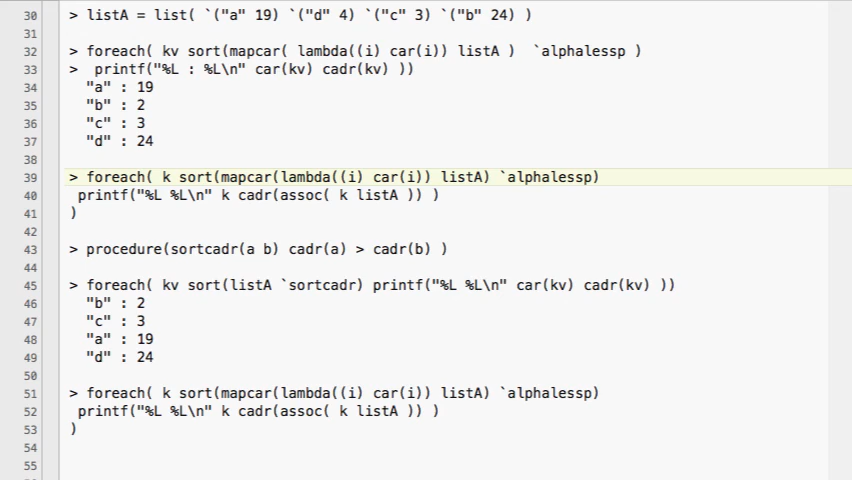 30 > listA = list( `("a" 19) `("d" 4) `("c" 3) `("b" 24) )
31
32 > foreach( kv sort(mapcar( lambda((i) car(i)) listA )  `alphalessp )
33 >  printf("%L : %L\n" car(kv) cadr(kv) ))
34   "a" : 19
35   "b" : 2
36   "c" : 3
37   "d" : 24
38
39 > foreach( k sort(mapcar(lambda((i) car(i)) listA) `alphalessp)
40  printf("%L %L\n" k cadr(assoc( k listA )) )
41 )
42
43 > procedure(sortcadr(a b) cadr(a) > cadr(b) )
44
45 > foreach( kv sort(listA `sortcadr) printf("%L %L\n" car(kv) cadr(kv) ))
46   "b" : 2
47   "c" : 3
48   "a" : 19
49   "d" : 24
50
51 > foreach( k sort(mapcar(lambda((i) car(i)) listA) `alphalessp)
52  printf("%L %L\n" k cadr(assoc( k listA )) )
53 )
54
55